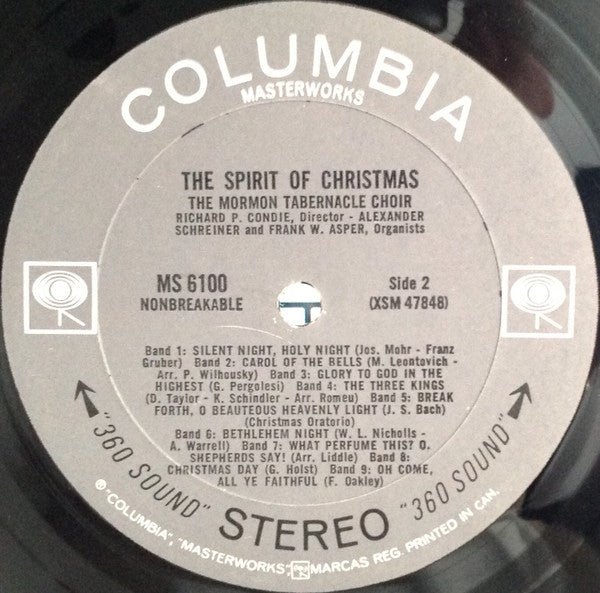 COLUMBIA
MASTERWORKS
THE SPIRIT OF CHRISTMAS
THE MORMON TABERNACLE CHOIR
RICHARD P. CONDIE, Director - ALEXANDER
SCHREINER and FRANK W. ASPER, Organists
MS 6100
NONBREAKABLE
Side 2
(XSM 47848)
Band 1: SILENT NIGHT, HOLY NIGHT (Jos. Mohr - Franz
Gruber) Band 2: CAROL OF THE BELLS (M. Leontovich -
Arr. P. Wilhousky) Band 3: GLORY TO GOD IN THE
HIGHEST (G. Pergolesi) Band 4: THE THREE KINGS
(D. Taylor - K. Schindler - Arr. Romeu) Band 5: BREAK
FORTH, O BEAUTEOUS HEAVENLY LIGHT (J. S. Bach)
(Christmas Oratorio)
Band 6: BETHLEHEM NIGHT (W. L. Nicholls -
A. Warrell) Band 7: WHAT PERFUME THIS? O,
SHEPHERDS SAY! (Arr. Liddle) Band 8:
CHRISTMAS DAY (G. Holst) Band 9: OH COME,
ALL YE FAITHFUL (F. Oakley)
"360 SOUND" STEREO "360 SOUND"
℗ "COLUMBIA", "MASTERWORKS", MARCAS REG. PRINTED IN CAN.